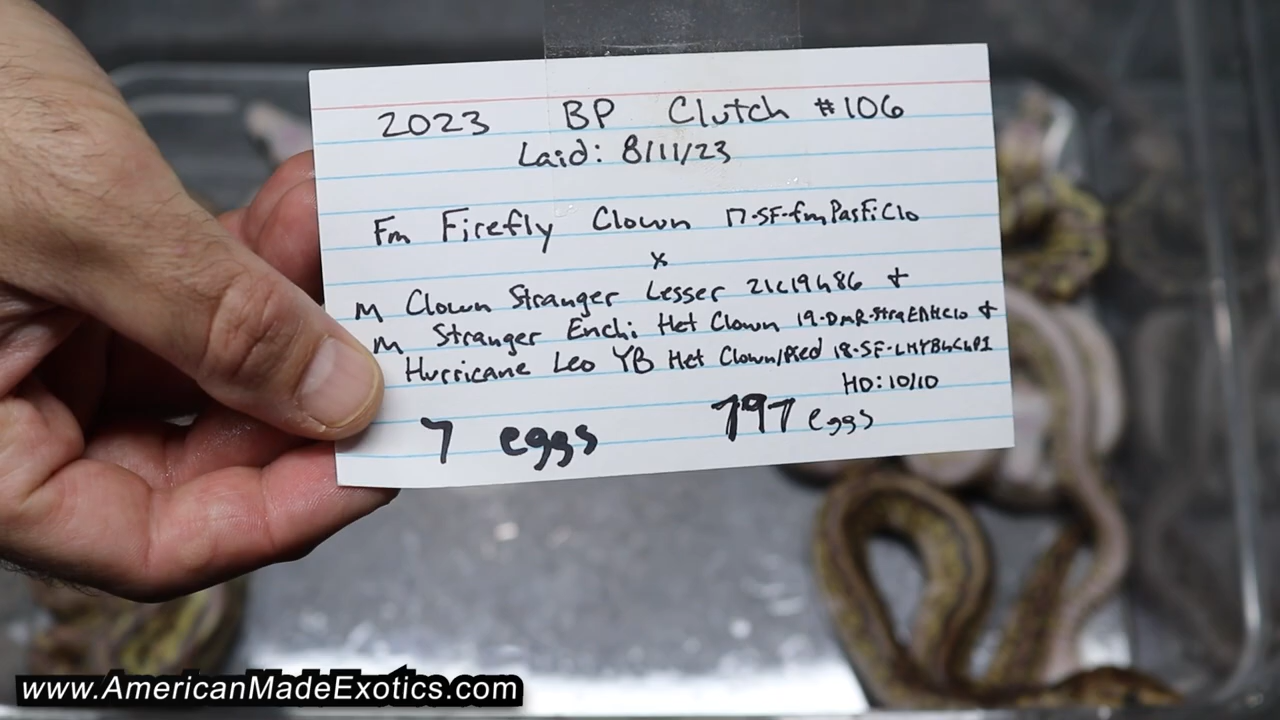 2023 BP Clutch #106
Laid: 8/11/23
Fm Firefly Clown 17-SF-fmPasFiClo
x
M Clown Stranger Lesser 21C19h86 +
M Stranger Enchi Het Clown 19-DMR-StraEnHClo +
Hurricane Leo YB Het Clown/Pied 18-SF-LHYBhChPI
HD: 10/10
7 eggs 797 eggs
www.AmericanMadeExotics.com